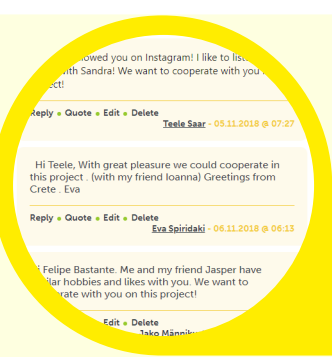 owed you on Instagram! I like to list
with Sandra! We want to cooperate with you
ect!
Reply • Quote • Edit • Delete
Teele Saar - 05.11.2018 @ 07:27
Hi Teele, With great pleasure we could cooperate in
this project . (with my friend Ioanna) Greetings from
Crete . Eva
Reply • Quote • Edit • Delete
Eva Spiridaki - 06.11.2018 @ 06:13
Felipe Bastante. Me and my friend Jasper have
ilar hobbies and likes with you. We want to
erate with you on this project!
Edit • Delete
Jako Männik